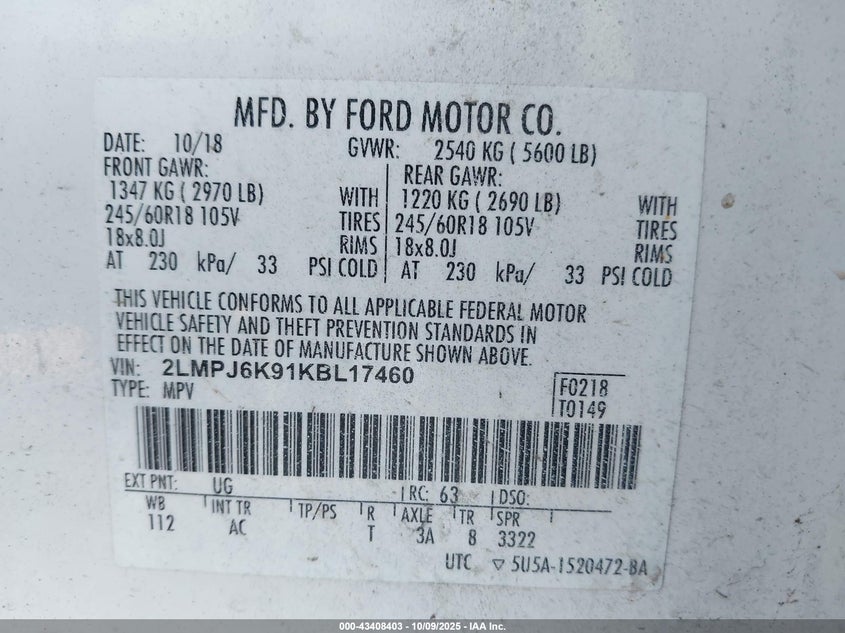 MFD. BY FORD MOTOR CO.
DATE: 10/18 GVWR: 2540 KG ( 5600 LB)
FRONT GAWR: REAR GAWR:
1347 KG ( 2970 LB) WITH 1220 KG ( 2690 LB) WITH
245/60R18 105V TIRES 245/60R18 105V TIRES
18x8.0J RIMS 18x8.0J RIMS
AT 230 kPa/ 33 PSI COLD AT 230 kPa/ 33 PSI COLD
THIS VEHICLE CONFORMS TO ALL APPLICABLE FEDERAL MOTOR
VEHICLE SAFETY AND THEFT PREVENTION STANDARDS IN
EFFECT ON THE DATE OF MANUFACTURE SHOWN ABOVE.
VIN: 2LMPJ6K91KBL17460 F0218
TYPE: MPV T0149
EXT PNT: UG RC: 63 DSO:
WB INT TR TP/PS R AXLE TR SPR
112 AC T 3A 8 3322
UTC ▽ 5U5A-1520472-BA
000-43408403 - 10/09/2025 - IAA Inc.